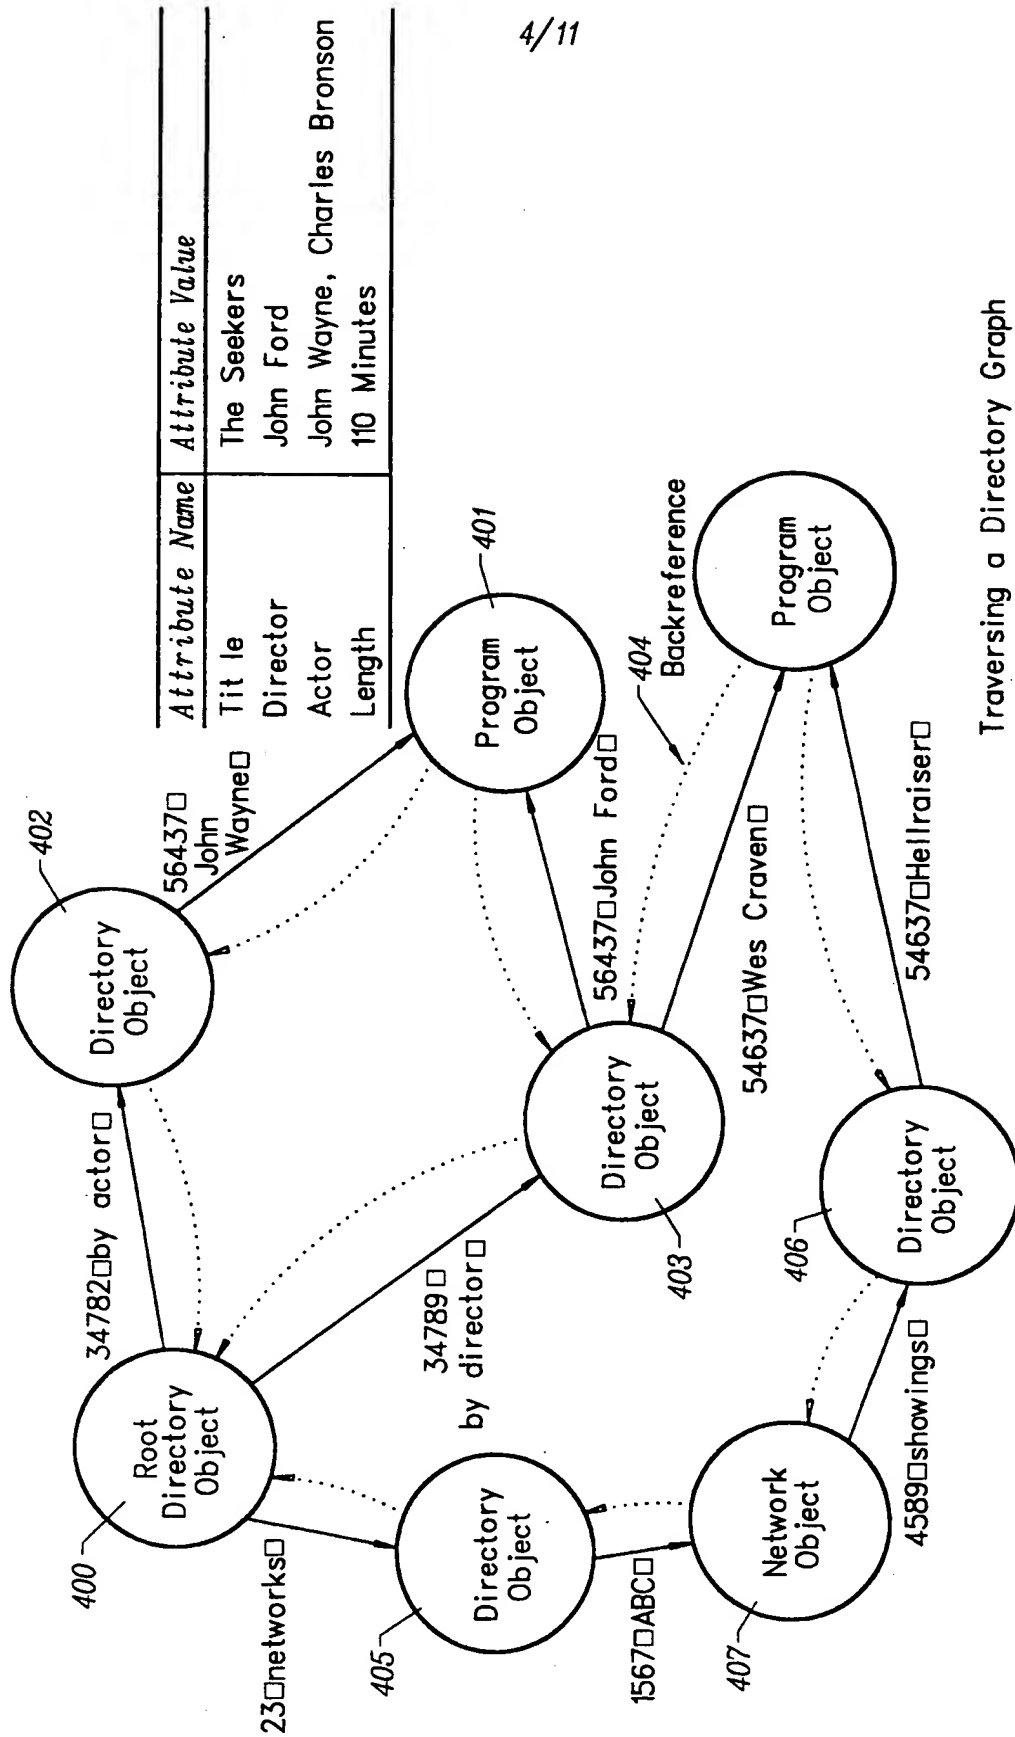 4/11
Attribute Name Attribute Value
Tit le The Seekers
Director John Ford
Actor John Wayne, Charles Bronson
Length 110 Minutes
402
Directory
Object
56437□
John
Wayne□
34782□by actor□
400
Root
Directory
Object
401
Program
Object
56437□John Ford□
34789□
by director□
403
Directory
Object
404
Backreference
54637□Wes Craven□
Program
Object
23□networks□
405
Directory
Object
1567□ABC□
407
Network
Object
4589□showings□
406
Directory
Object
54637□Hellraiser□
Traversing a Directory Graph